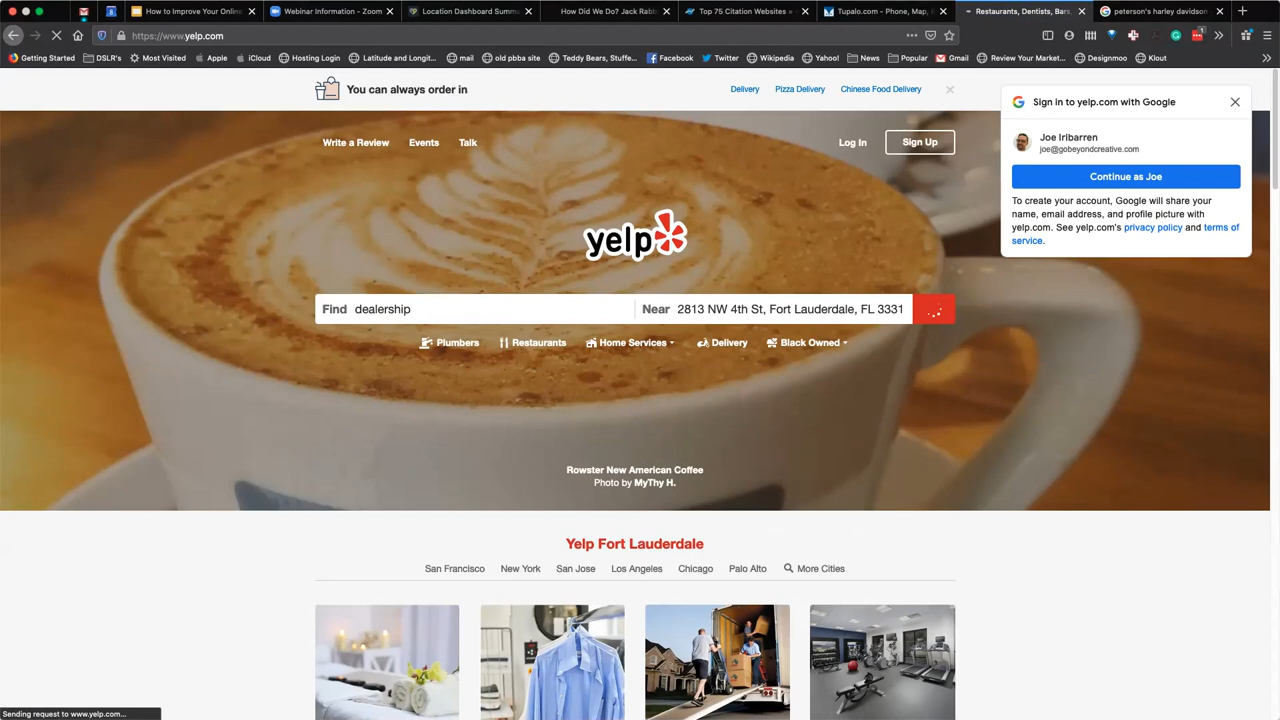 How to Improve Your Online
Webinar Information - Zoom
Location Dashboard Summ
How Did We Do? Jack Rabb
Top 75 Citation Websites
Tupalo.com - Phone, Map,
Restaurants, Dentists, Bars,
peterson's harley davidson
https://www.yelp.com
Getting Started
DSLR's
Most Visited
Apple
iCloud
Hosting Login
Latitude and Longit...
mail
old pbba site
Teddy Bears, Stuffe...
Facebook
Twitter
Wikipedia
Yahoo!
News
Popular
Gmail
Review Your Market...
Designmoo
Klout
You can always order in
Delivery
Pizza Delivery
Chinese Food Delivery
Sign in to yelp.com with Google
Joe Iribarren
joe@gobeyondcreative.com
Continue as Joe
To create your account, Google will share your
name, email address, and profile picture with
yelp.com. See yelp.com's privacy policy and terms of
service.
Write a Review
Events
Talk
Log In
Sign Up
yelp
Find dealership
Near 2813 NW 4th St, Fort Lauderdale, FL 3331
Plumbers
Restaurants
Home Services
Delivery
Black Owned
Rowster New American Coffee
Photo by MyThy H.
Yelp Fort Lauderdale
San Francisco
New York
San Jose
Los Angeles
Chicago
Palo Alto
More Cities
Sending request to www.yelp.com...